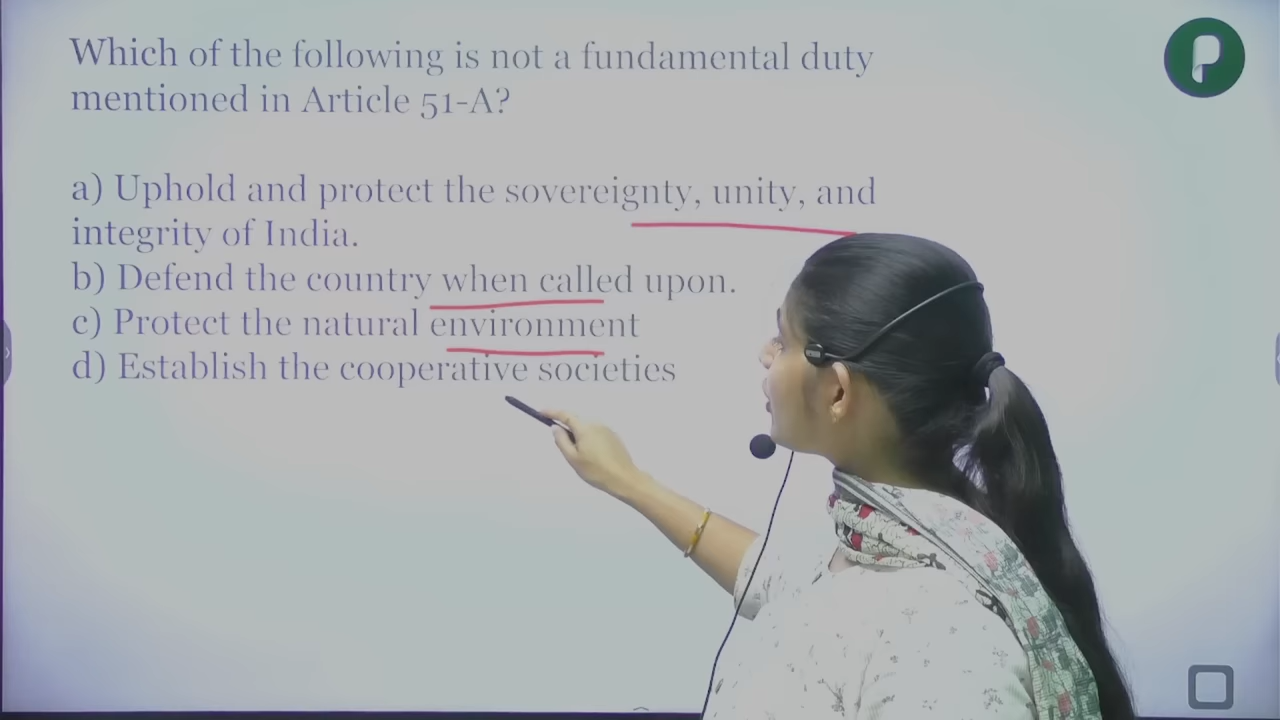 Which of the following is not a fundamental duty
mentioned in Article 51-A?
a) Uphold and protect the sovereignty, unity, and
integrity of India.
b) Defend the country when called upon.
c) Protect the natural environment
d) Establish the cooperative societies